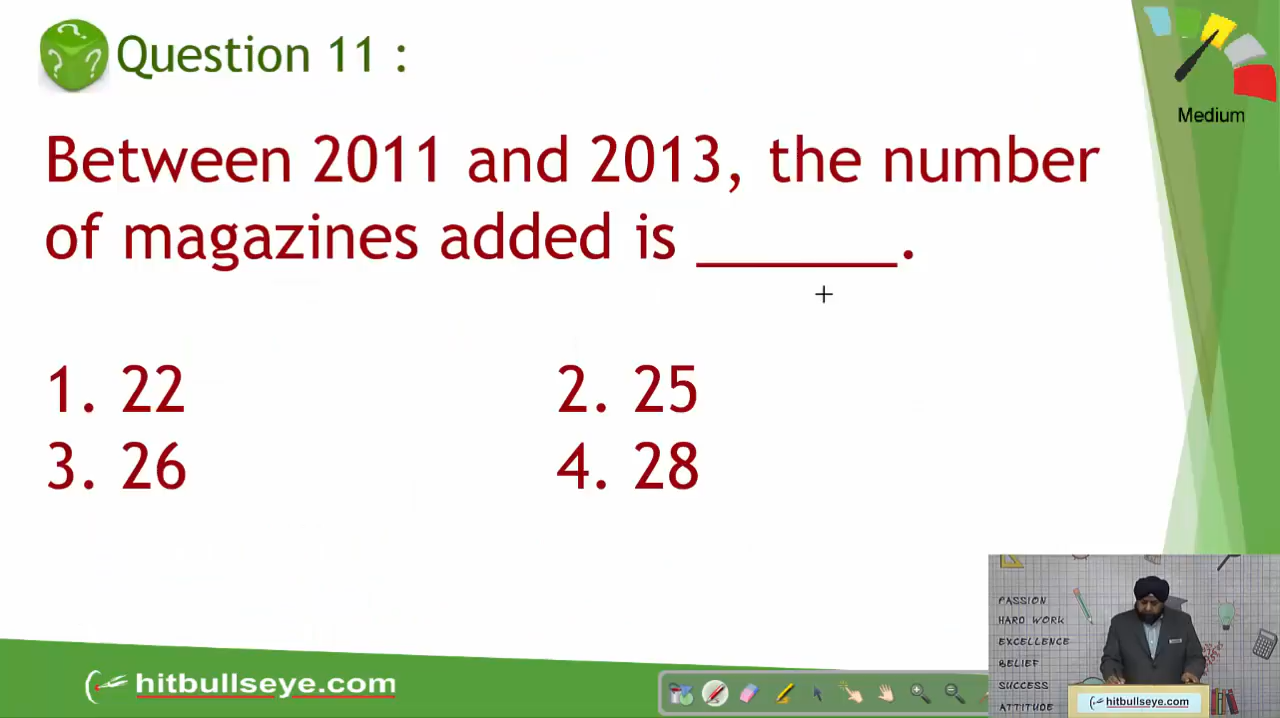 Question 11 :
Medium
Between 2011 and 2013, the number
of magazines added is ______.
1. 22
2. 25
3. 26
4. 28
PASSION
HARD WORK
EXCELLENCE
BELIEF
SUCCESS
ATTITUDE
hitbullseye.com
hitbullseye.com